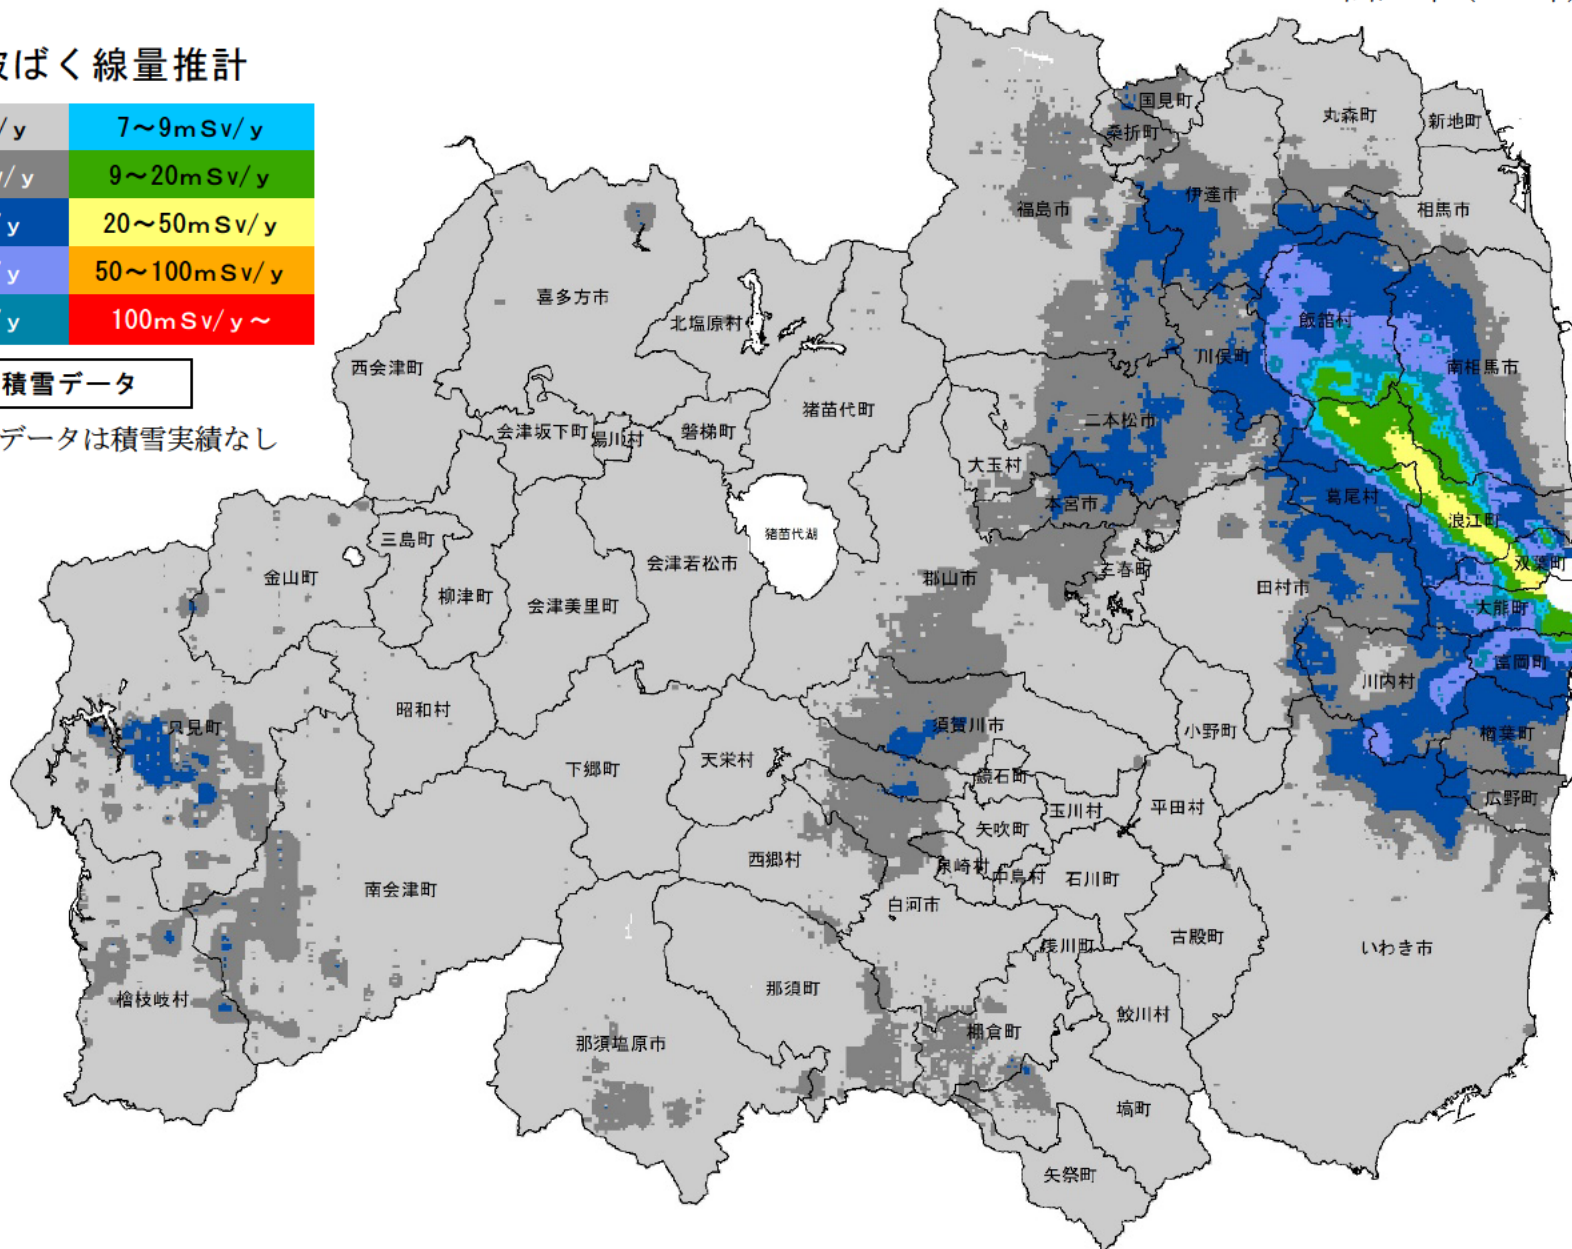 ばく線量推計
/y 7～9mSv/y
/y 9～20mSv/y
/y 20～50mSv/y
/y 50～100mSv/y
/y 100mSv/y～
積雪データ
データは積雪実績なし
国見町
桑折町
丸森町
新地町
伊達市
福島市
相馬市
喜多方市
北塩原村
飯舘村
川俣町
南相馬市
西会津町
猪苗代町
二本松市
会津坂下町
湯川村
磐梯町
大玉村
本宮市
葛尾村
浪江町
猪苗代湖
三島町
会津若松市
双葉町
金山町
郡山市
三春町
田村市
柳津町
会津美里町
大熊町
富岡町
川内村
昭和村
只見町
須賀川市
小野町
楢葉町
天栄村
下郷町
鏡石町
広野町
玉川村
平田村
矢吹町
西郷村
泉崎村
中島村
石川町
南会津町
白河市
古殿町
浅川町
いわき市
那須町
檜枝岐村
鮫川村
棚倉町
那須塩原市
塙町
矢祭町